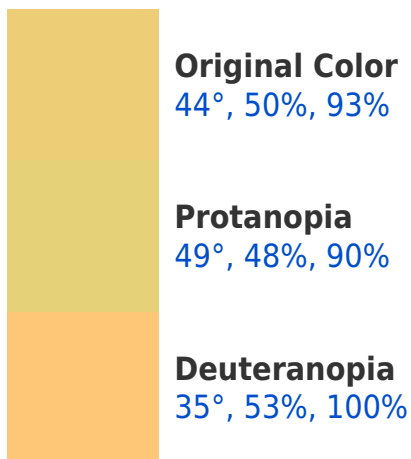 Original Color
44°, 50%, 93%
Protanopia
49°, 48%, 90%
Deuteranopia
35°, 53%, 100%